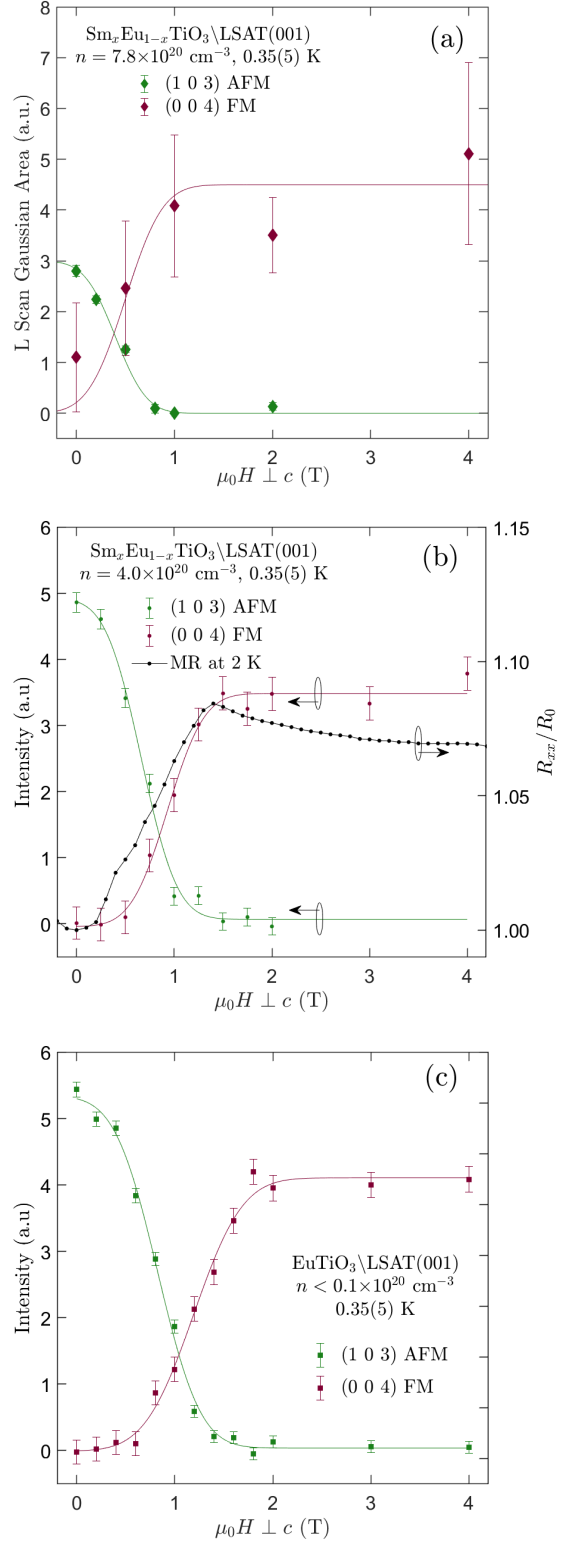 (a)
SmₓEu₁₋ₓTiO₃\LSAT(001)
n = 7.8×10²⁰ cm⁻³, 0.35(5) K
(1 0 3) AFM
(0 0 4) FM
L Scan Gaussian Area (a.u.)
8
7
6
5
4
3
2
1
0
0 1 2 3 4
μ₀H ⊥ c (T)
(b)
SmₓEu₁₋ₓTiO₃\LSAT(001)
n = 4.0×10²⁰ cm⁻³, 0.35(5) K
(1 0 3) AFM
(0 0 4) FM
MR at 2 K
Intensity (a.u)
6
5
4
3
2
1
0
1.15
1.10
1.05
1.00
Rₓₓ/R₀
0 1 2 3 4
μ₀H ⊥ c (T)
(c)
Intensity (a.u)
6
5
4
3
2
1
0
EuTiO₃\LSAT(001)
n < 0.1×10²⁰ cm⁻³
0.35(5) K
(1 0 3) AFM
(0 0 4) FM
0 1 2 3 4
μ₀H ⊥ c (T)